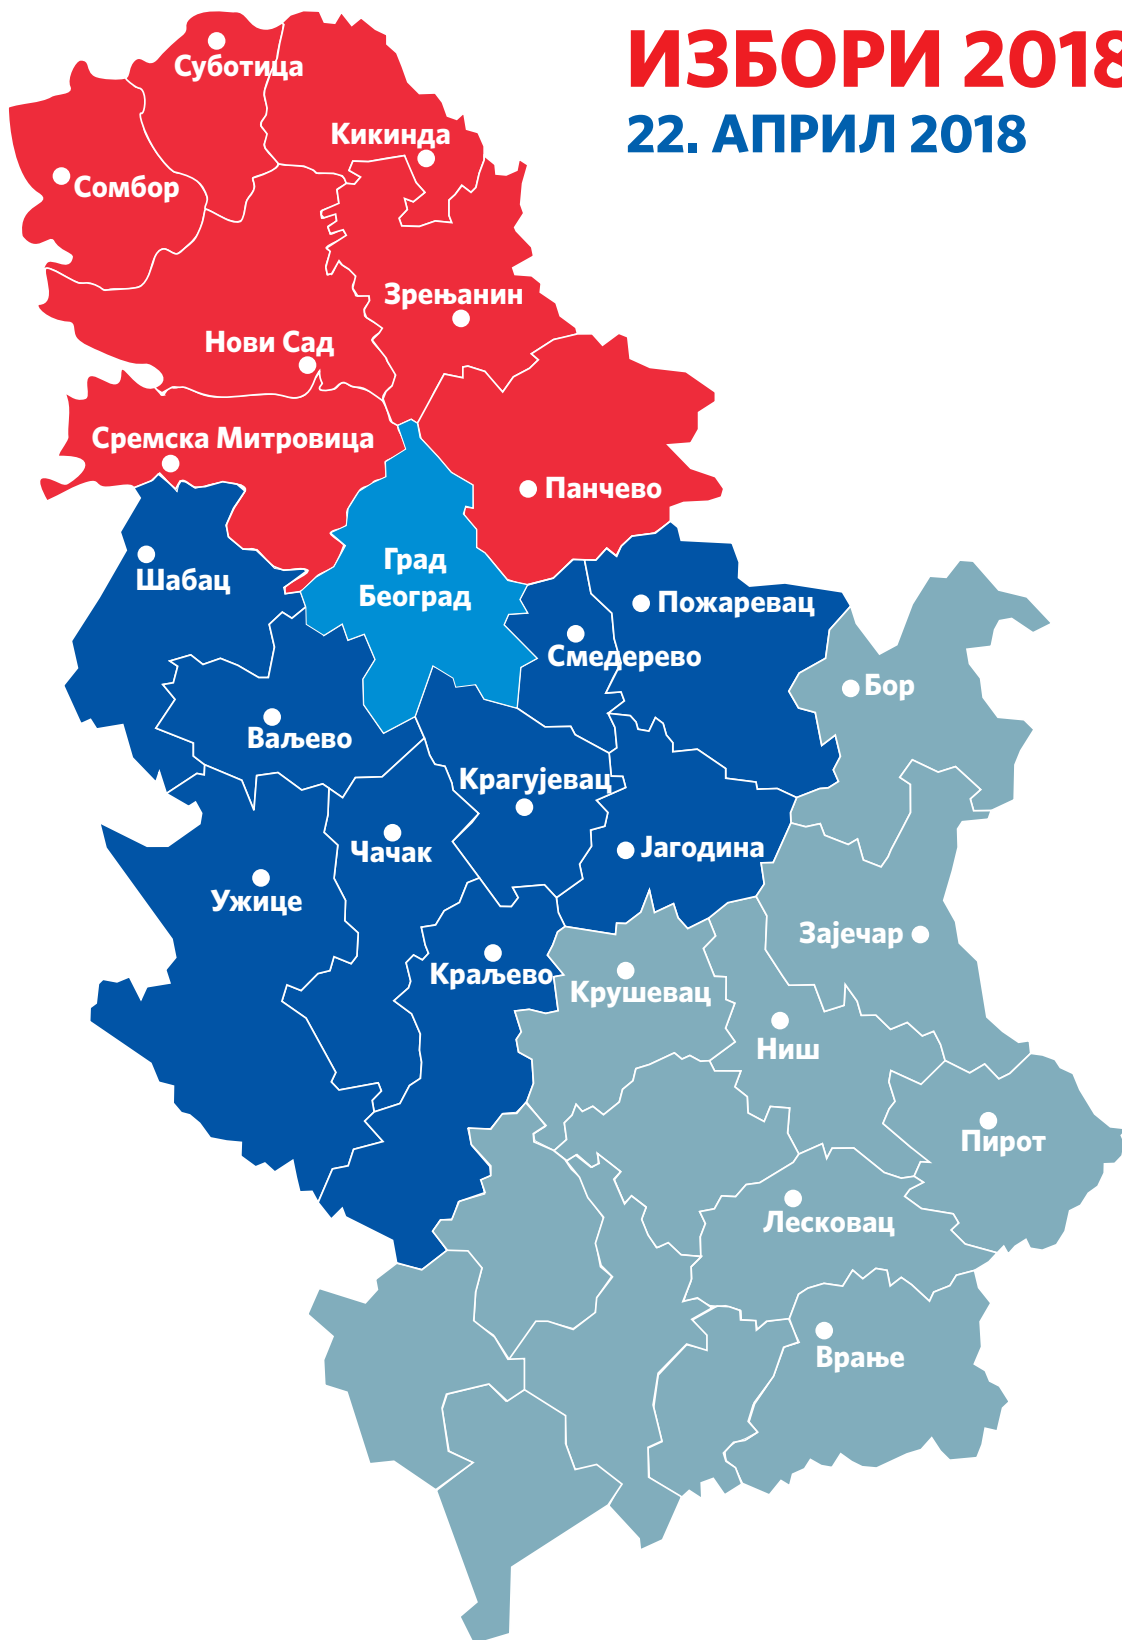 ИЗБОРИ 2018
22. АПРИЛ 2018
Суботица
Кикинда
Сомбор
Зрењанин
Нови Сад
Сремска Митровица
Панчево
Град
Београд
Шабац
Пожаревац
Смедерево
Бор
Ваљево
Крагујевац
Чачак
Јагодина
Ужице
Зајечар
Краљево
Крушевац
Ниш
Пирот
Лесковац
Врање